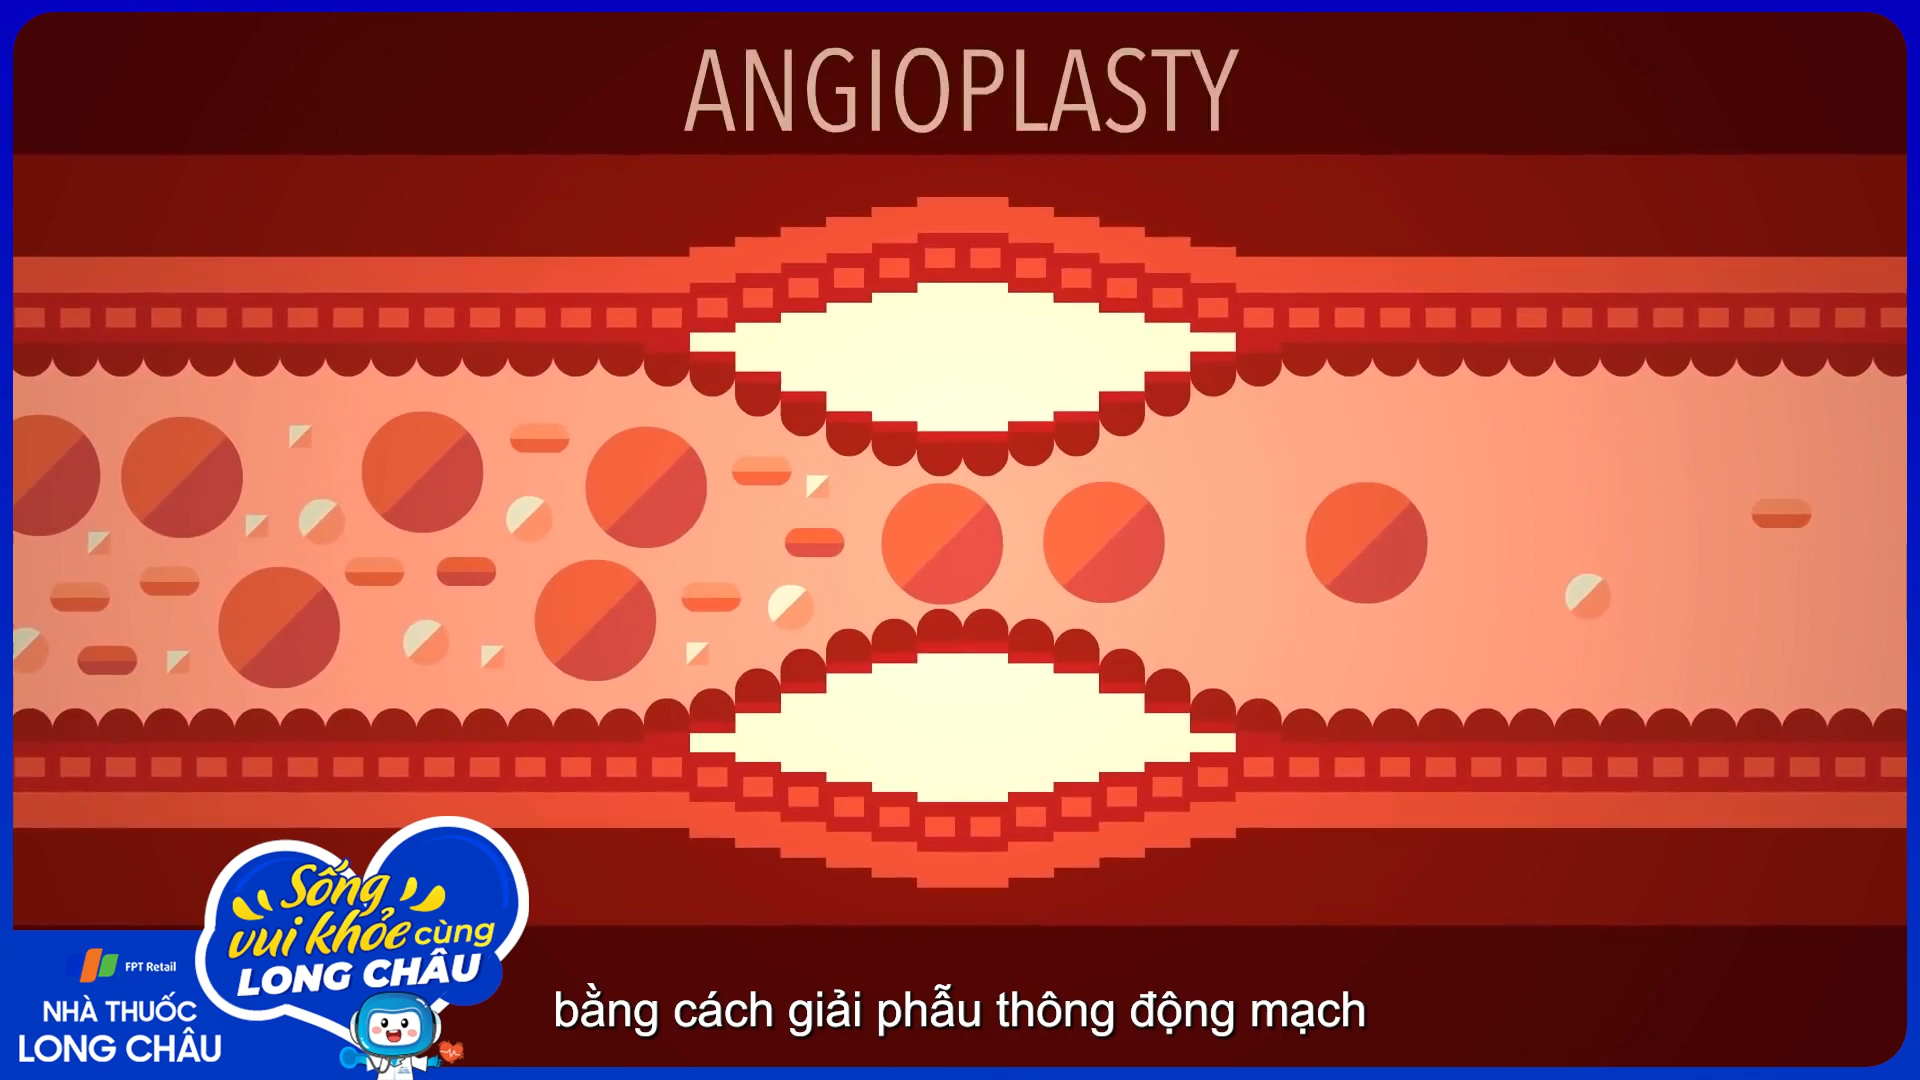 ANGIOPLASTY
Sống
vui khỏe cùng
LONG CHÂU
FPT Retail
NHÀ THUỐC
LONG CHÂU
bằng cách giải phẫu thông động mạch